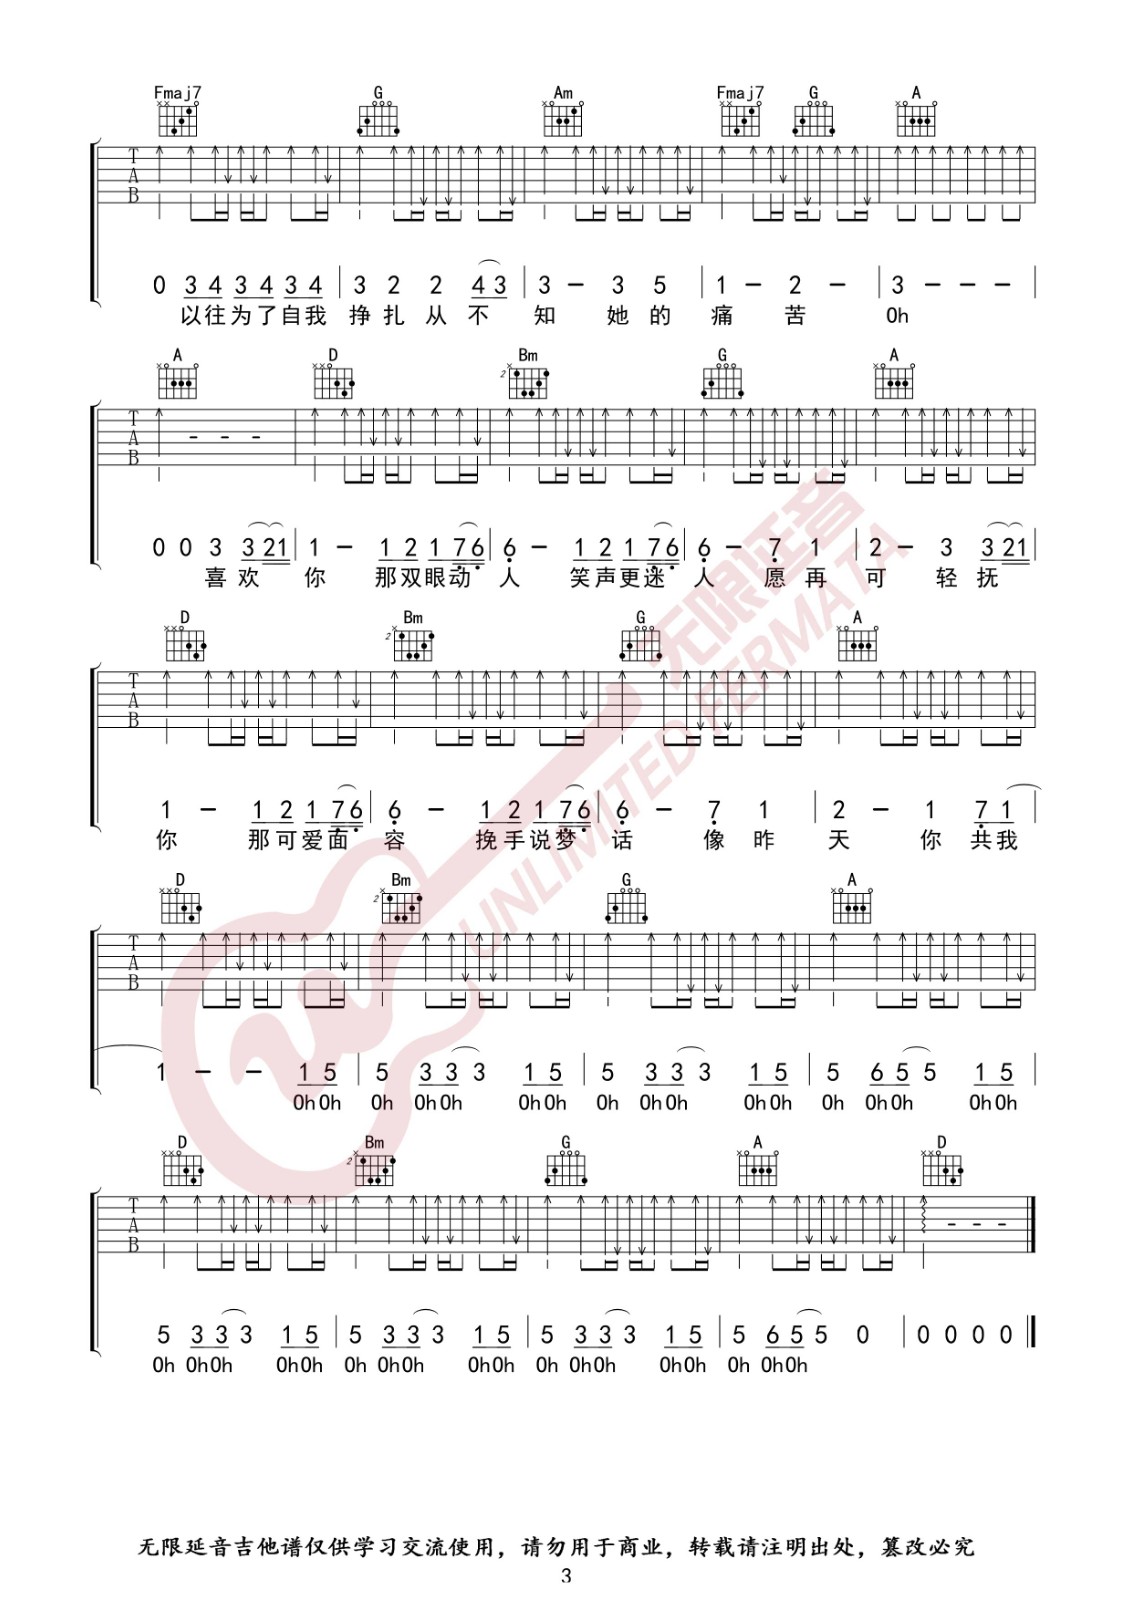 Fmaj7 G Am Fmaj7 G A
T
A
B
0 3 4 3 4 3 4 | 3 2 2 4 3 | 3 - 3 5 | 1 - 2 - | 3 - - - |
以往为了自我 挣扎从不 知 她的 痛 苦 Oh
A D Bm G A
2
T
A
B
0 0 3 3 2 1 | 1 - 1 2 1 7 6 | 6 - 1 2 1 7 6 | 6 - 7 1 | 2 - 3 3 2 1 |
喜欢 你 那双眼动 人 笑声更迷 人 愿再 可 轻抚
D Bm G A
2
T
A
B
1 - 1 2 1 7 6 | 6 - 1 2 1 7 6 | 6 - 7 1 | 2 - 1 7 1 |
你 那可爱面 容 挽手说梦 话 像昨 天 你共我
D Bm G A
2
T
A
B
1 - - 1 5 | 5 3 3 3 1 5 | 5 3 3 3 1 5 | 5 6 5 5 1 5 |
OhOh Oh OhOh OhOh Oh OhOh OhOh Oh OhOh OhOh
D Bm G A D
2
T
A
B
5 3 3 3 1 5 | 5 3 3 3 1 5 | 5 3 3 3 1 5 | 5 6 5 5 0 | 0 0 0 0
Oh OhOh OhOh Oh OhOh OhOh Oh OhOh OhOh Oh OhOh
无限延音
UNLIMITED FERMATA
无限延音吉他谱仅供学习交流使用，请勿用于商业，转载请注明出处，篡改必究
3